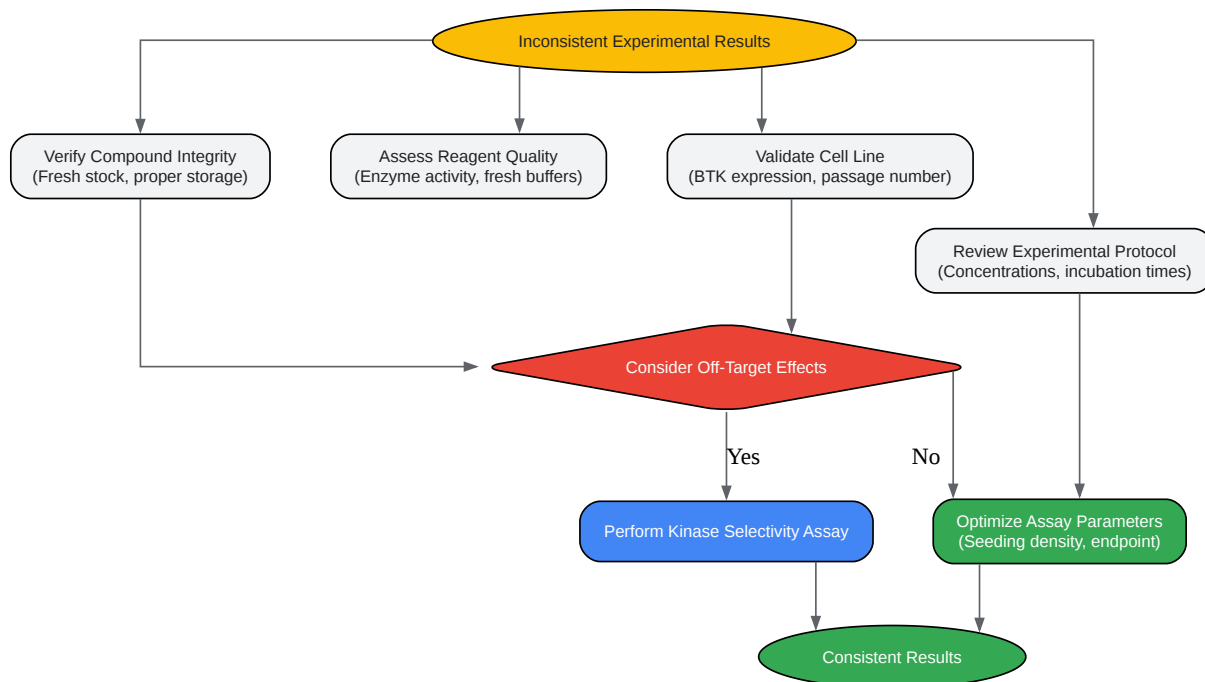 Inconsistent Experimental Results
Verify Compound Integrity
(Fresh stock, proper storage)
Assess Reagent Quality
(Enzyme activity, fresh buffers)
Validate Cell Line
(BTK expression, passage number)
Review Experimental Protocol
(Concentrations, incubation times)
Consider Off-Target Effects
Yes
No
Perform Kinase Selectivity Assay
Optimize Assay Parameters
(Seeding density, endpoint)
Consistent Results